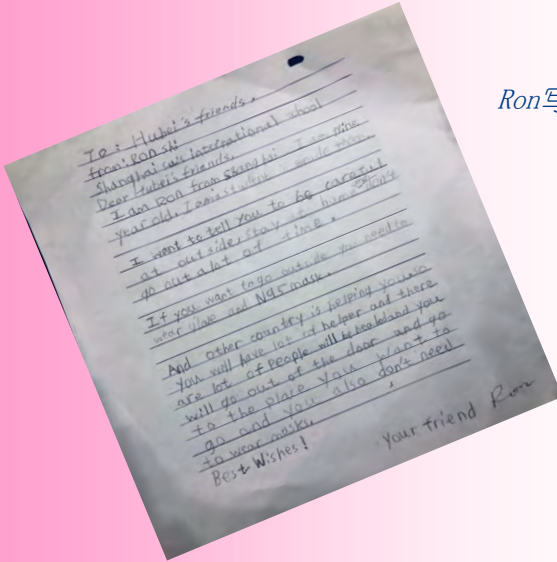 Ron写
To: Hubei's friends.
from: Ron shi
Shanghai international school
Dear Hubei's friends,
I am Ron from Shanghai. I nine
year old. I am
I want to tell you to be careful
at outside, stay at home don't
go out a lot of time.
If you want to go outside you need to
wear and N95 mask.
And other country is helping you so
you will have lot of helper and there
are lot of people will be and you
will go out of the door and go
to the place you want to
go and you also don't need
to wear masks.
Best Wishes!
your friend Ron